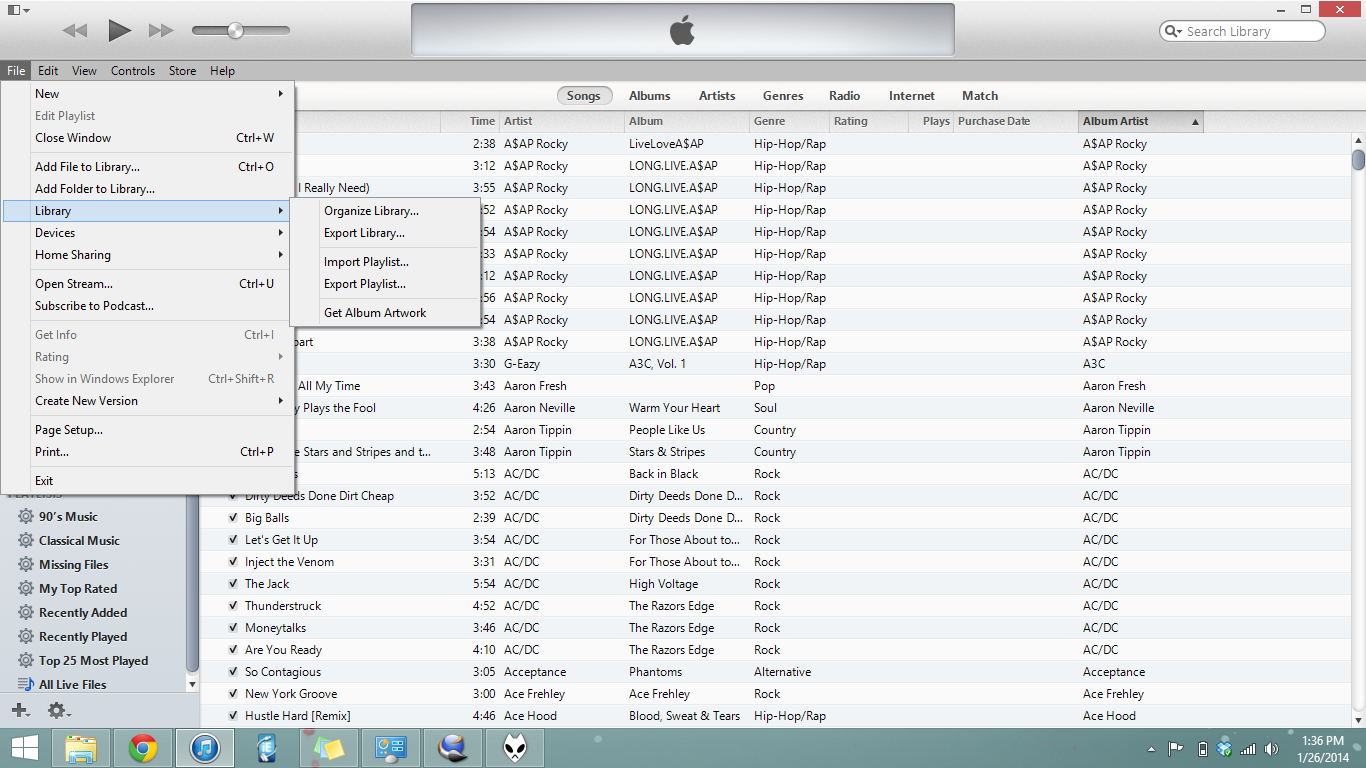 Search Library
File Edit View Controls Store Help
New
Edit Playlist
Close Window Ctrl+W
Add File to Library... Ctrl+O
Add Folder to Library...
Library
Devices
Home Sharing
Open Stream... Ctrl+U
Subscribe to Podcast...
Get Info Ctrl+I
Rating
Show in Windows Explorer Ctrl+Shift+R
Create New Version
Page Setup...
Print... Ctrl+P
Exit
Organize Library...
Export Library...
Import Playlist...
Export Playlist...
Get Album Artwork
Songs Albums Artists Genres Radio Internet Match
Time Artist Album Genre Rating Plays Purchase Date Album Artist
2:38 A$AP Rocky LiveLoveA$AP Hip-Hop/Rap A$AP Rocky
3:12 A$AP Rocky LONG.LIVE.A$AP Hip-Hop/Rap A$AP Rocky
I Really Need) 3:55 A$AP Rocky LONG.LIVE.A$AP Hip-Hop/Rap A$AP Rocky
:52 A$AP Rocky LONG.LIVE.A$AP Hip-Hop/Rap A$AP Rocky
:54 A$AP Rocky LONG.LIVE.A$AP Hip-Hop/Rap A$AP Rocky
:33 A$AP Rocky LONG.LIVE.A$AP Hip-Hop/Rap A$AP Rocky
:12 A$AP Rocky LONG.LIVE.A$AP Hip-Hop/Rap A$AP Rocky
:56 A$AP Rocky LONG.LIVE.A$AP Hip-Hop/Rap A$AP Rocky
:54 A$AP Rocky LONG.LIVE.A$AP Hip-Hop/Rap A$AP Rocky
part 3:38 A$AP Rocky LONG.LIVE.A$AP Hip-Hop/Rap A$AP Rocky
3:30 G-Eazy A3C, Vol. 1 Hip-Hop/Rap A3C
All My Time 3:43 Aaron Fresh Pop Aaron Fresh
y Plays the Fool 4:26 Aaron Neville Warm Your Heart Soul Aaron Neville
2:54 Aaron Tippin People Like Us Country Aaron Tippin
e Stars and Stripes and t... 3:48 Aaron Tippin Stars & Stripes Country Aaron Tippin
s 5:13 AC/DC Back in Black Rock AC/DC
Dirty Deeds Done Dirt Cheap 3:52 AC/DC Dirty Deeds Done D... Rock AC/DC
Big Balls 2:39 AC/DC Dirty Deeds Done D... Rock AC/DC
Let's Get It Up 3:54 AC/DC For Those About to... Rock AC/DC
Inject the Venom 3:31 AC/DC For Those About to... Rock AC/DC
The Jack 5:54 AC/DC High Voltage Rock AC/DC
Thunderstruck 4:52 AC/DC The Razors Edge Rock AC/DC
Moneytalks 3:46 AC/DC The Razors Edge Rock AC/DC
Are You Ready 4:10 AC/DC The Razors Edge Rock AC/DC
So Contagious 3:05 Acceptance Phantoms Alternative Acceptance
New York Groove 3:00 Ace Frehley Ace Frehley Rock Ace Frehley
Hustle Hard [Remix] 4:46 Ace Hood Blood, Sweat & Tears Hip-Hop/Rap Ace Hood
PLAYLISTS
90's Music
Classical Music
Missing Files
My Top Rated
Recently Added
Recently Played
Top 25 Most Played
All Live Files
1:36 PM
1/26/2014